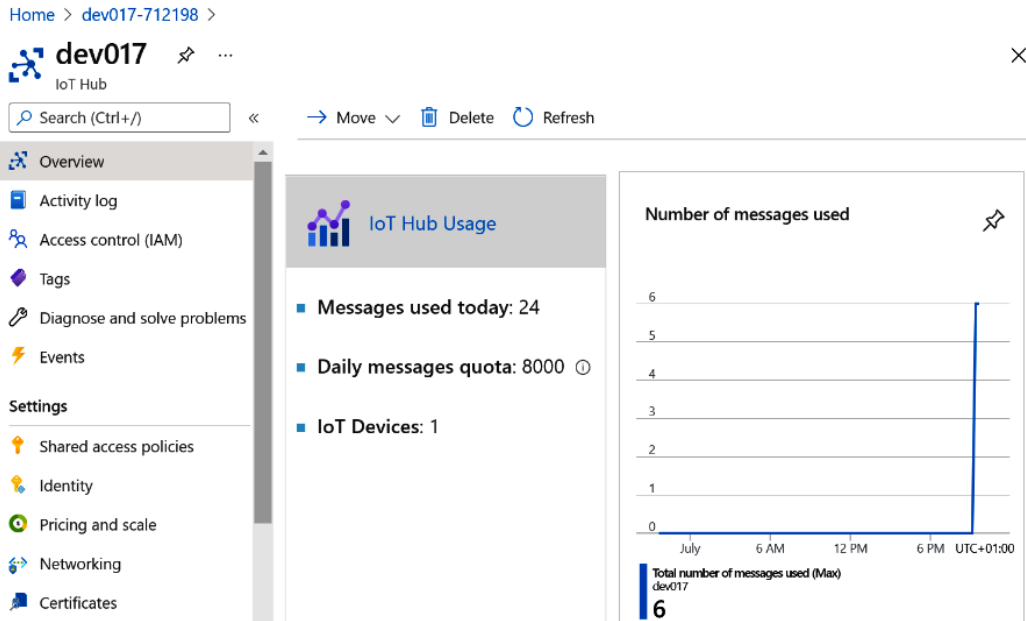 Home > dev017-712198 >
dev017
IoT Hub
Search (Ctrl+/)
«
Move
Delete
Refresh
Overview
Activity log
Access control (IAM)
Tags
Diagnose and solve problems
Events
Settings
Shared access policies
Identity
Pricing and scale
Networking
Certificates
IoT Hub Usage
Messages used today: 24
Daily messages quota: 8000
IoT Devices: 1
Number of messages used
6
5
4
3
2
1
0
July 6 AM 12 PM 6 PM UTC+01:00
Total number of messages used (Max)
dev017
6